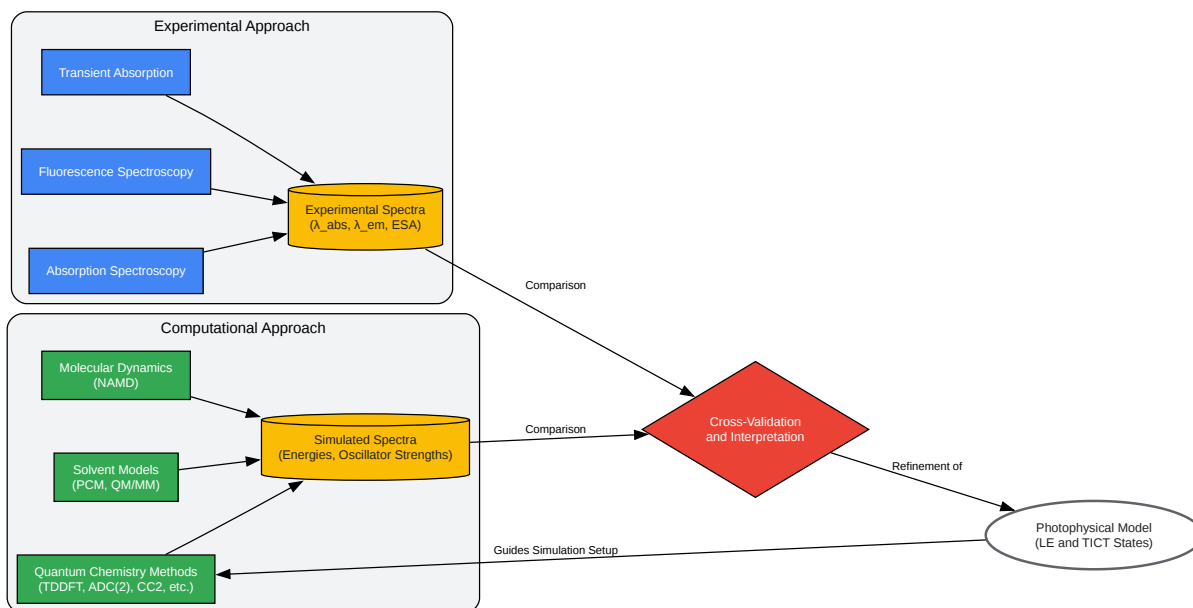 Experimental Approach
Transient Absorption
Fluorescence Spectroscopy
Experimental Spectra
(λ_abs, λ_em, ESA)
Absorption Spectroscopy
Comparison
Computational Approach
Molecular Dynamics
(NAMD)
Simulated Spectra
(Energies, Oscillator Strengths)
Solvent Models
(PCM, QM/MM)
Quantum Chemistry Methods
(TDDFT, ADC(2), CC2, etc.)
Comparison
Cross-Validation
and Interpretation
Refinement of
Photophysical Model
(LE and TICT States)
Guides Simulation Setup